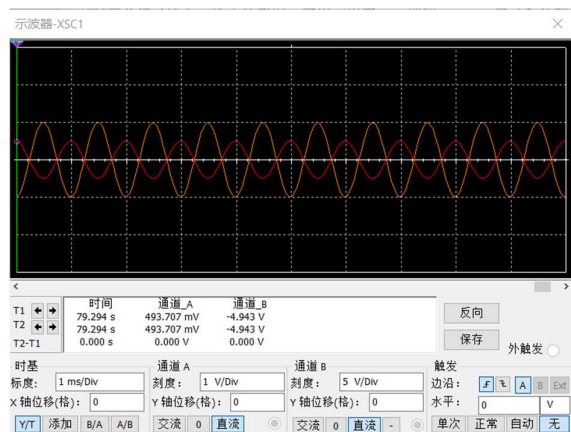 示波器-XSC1
时间 通道_A 通道_B
T1 79.294 s 493.707 mV -4.943 V
T2 79.294 s 493.707 mV -4.943 V
T2-T1 0.000 s 0.000 V 0.000 V
反向
保存
外触发
时基 通道 A 通道 B 触发
标度: 1 ms/Div 刻度: 1 V/Div 刻度: 5 V/Div 边沿: A B Ext
X 轴位移(格): 0 Y 轴位移(格): 0 Y 轴位移(格): 0 水平: 0 V
Y/T 添加 B/A A/B 交流 0 直流 交流 0 直流 - 单次 正常 自动 无